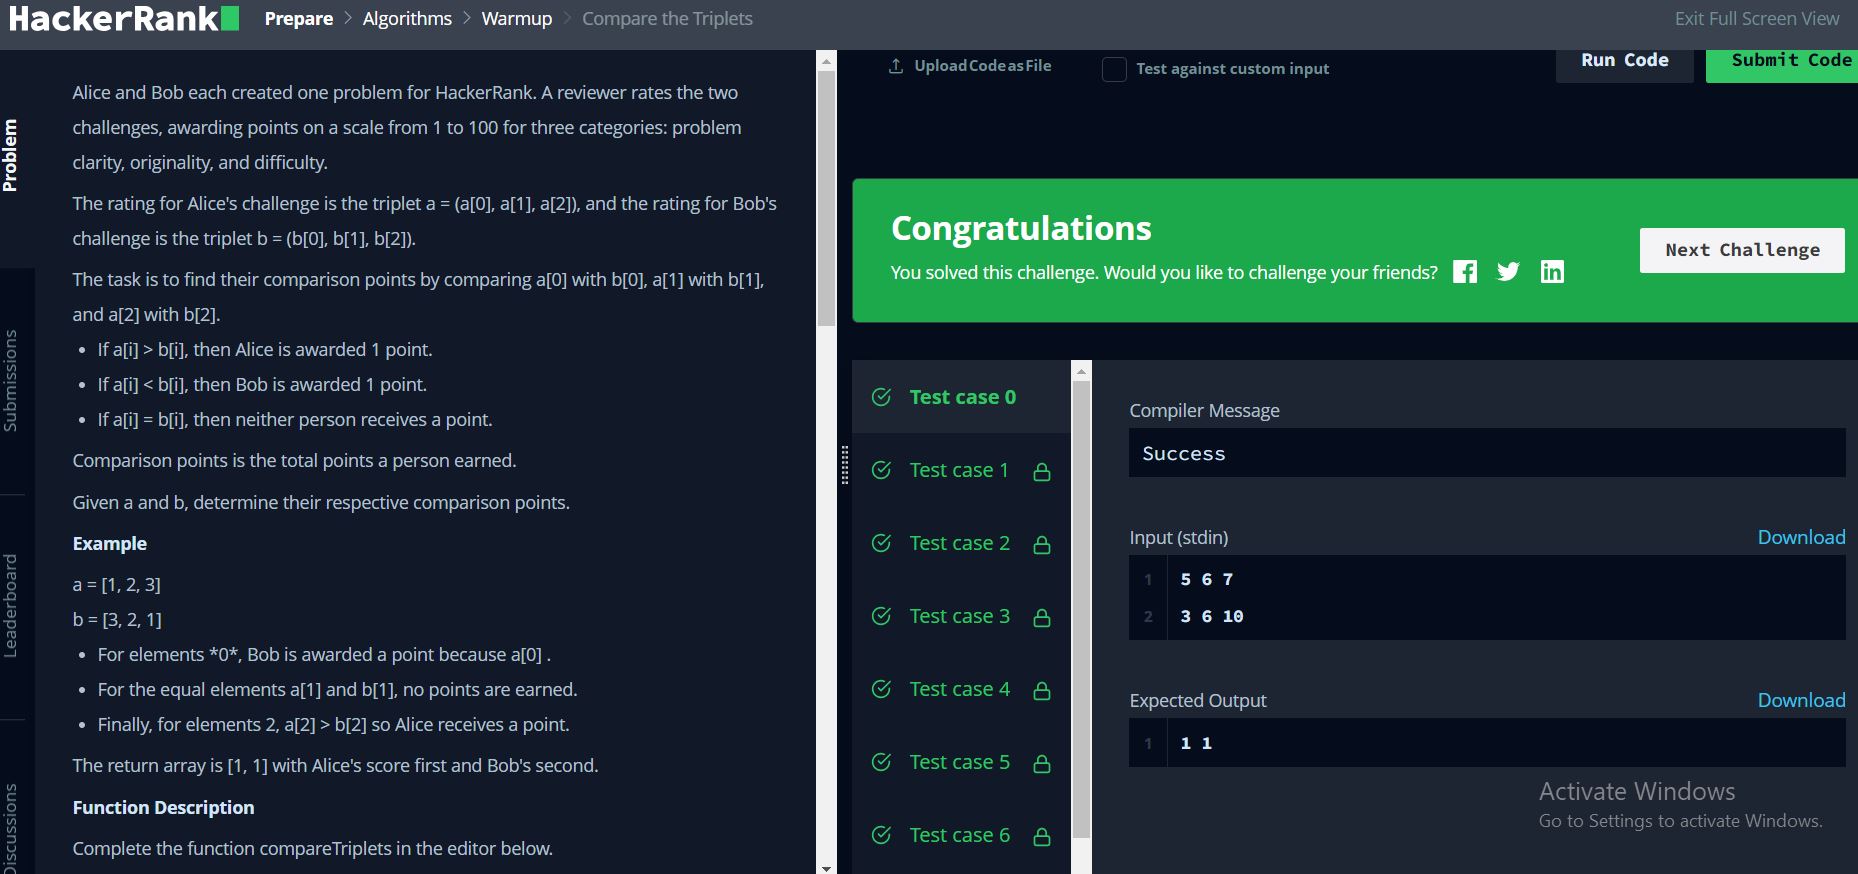 HackerRank Prepare > Algorithms > Warmup > Compare the Triplets
Exit Full Screen View
Problem
Submissions
Leaderboard
Discussions
Alice and Bob each created one problem for HackerRank. A reviewer rates the two
challenges, awarding points on a scale from 1 to 100 for three categories: problem
clarity, originality, and difficulty.
The rating for Alice's challenge is the triplet a = (a[0], a[1], a[2]), and the rating for Bob's
challenge is the triplet b = (b[0], b[1], b[2]).
The task is to find their comparison points by comparing a[0] with b[0], a[1] with b[1],
and a[2] with b[2].
• If a[i] > b[i], then Alice is awarded 1 point.
• If a[i] < b[i], then Bob is awarded 1 point.
• If a[i] = b[i], then neither person receives a point.
Comparison points is the total points a person earned.
Given a and b, determine their respective comparison points.
Example
a = [1, 2, 3]
b = [3, 2, 1]
• For elements *0*, Bob is awarded a point because a[0] .
• For the equal elements a[1] and b[1], no points are earned.
• Finally, for elements 2, a[2] > b[2] so Alice receives a point.
The return array is [1, 1] with Alice's score first and Bob's second.
Function Description
Complete the function compareTriplets in the editor below.
Upload Code as File
Test against custom input
Run Code
Submit Code
Congratulations
You solved this challenge. Would you like to challenge your friends?
Next Challenge
Test case 0
Test case 1
Test case 2
Test case 3
Test case 4
Test case 5
Test case 6
Compiler Message
Success
Input (stdin)
Download
1 5 6 7
2 3 6 10
Expected Output
Download
1 1 1
Activate Windows
Go to Settings to activate Windows.